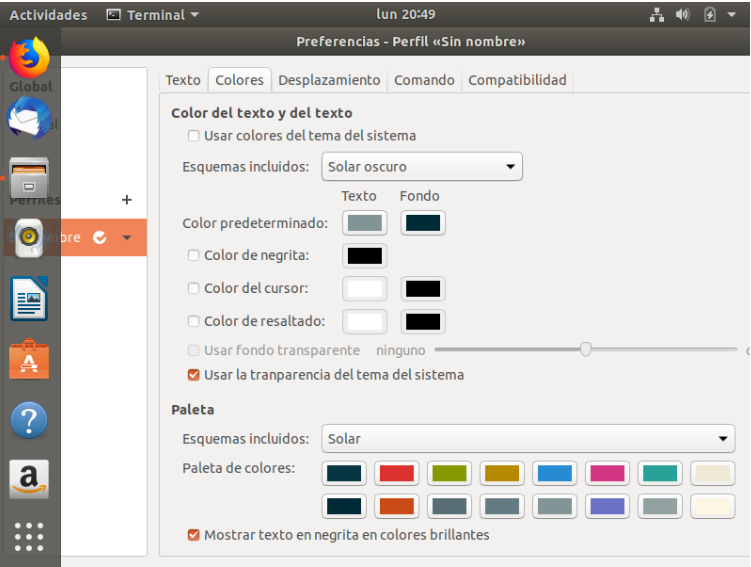 Actividades Terminal lun 20:49
Preferencias - Perfil «Sin nombre»
Global
Texto Colores Desplazamiento Comando Compatibilidad
Color del texto y del texto
Usar colores del tema del sistema
Esquemas incluidos: Solar oscuro
Texto Fondo
Perfiles +
Color predeterminado:
bre
Color de negrita:
Color del cursor:
Color de resaltado:
Usar fondo transparente ninguno
Usar la tranparencia del tema del sistema
Paleta
Esquemas incluidos: Solar
Paleta de colores:
Mostrar texto en negrita en colores brillantes